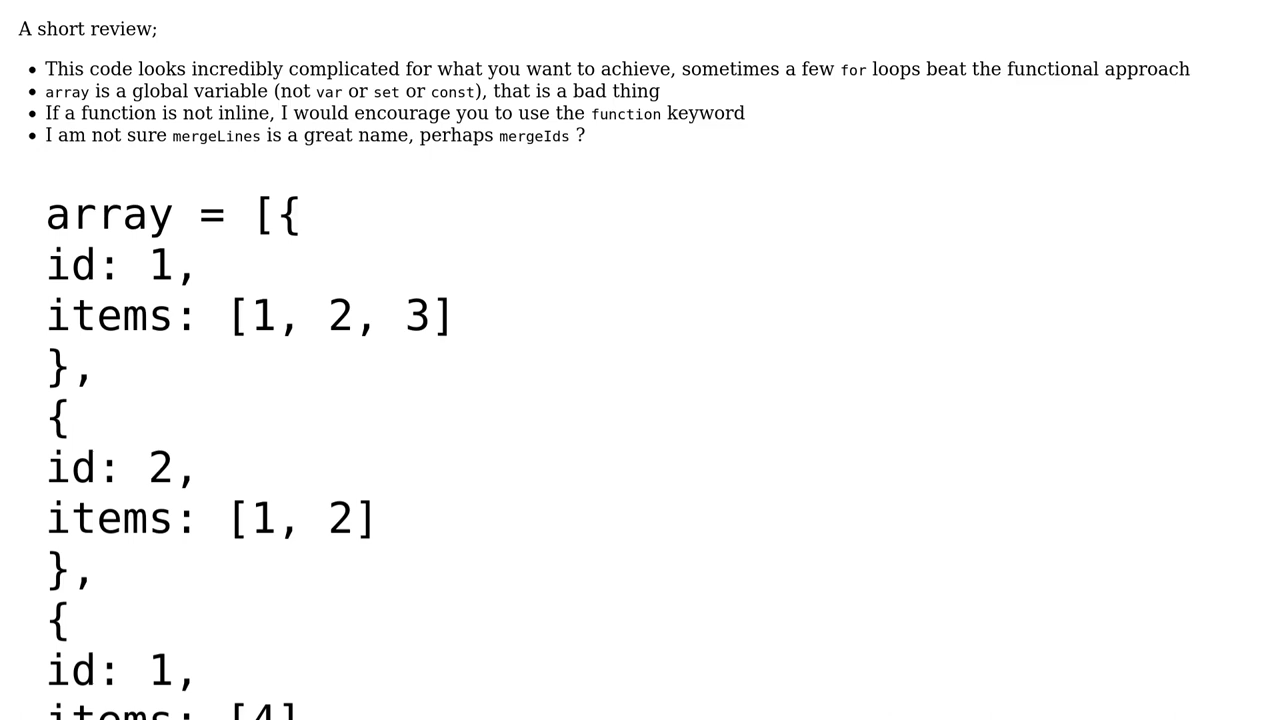 A short review;
• This code looks incredibly complicated for what you want to achieve, sometimes a few for loops beat the functional approach
• array is a global variable (not var or set or const), that is a bad thing
• If a function is not inline, I would encourage you to use the function keyword
• I am not sure mergeLines is a great name, perhaps mergeIds ?
array = [{
id: 1,
items: [1, 2, 3]
},
{
id: 2,
items: [1, 2]
},
{
id: 1,
items: [4]